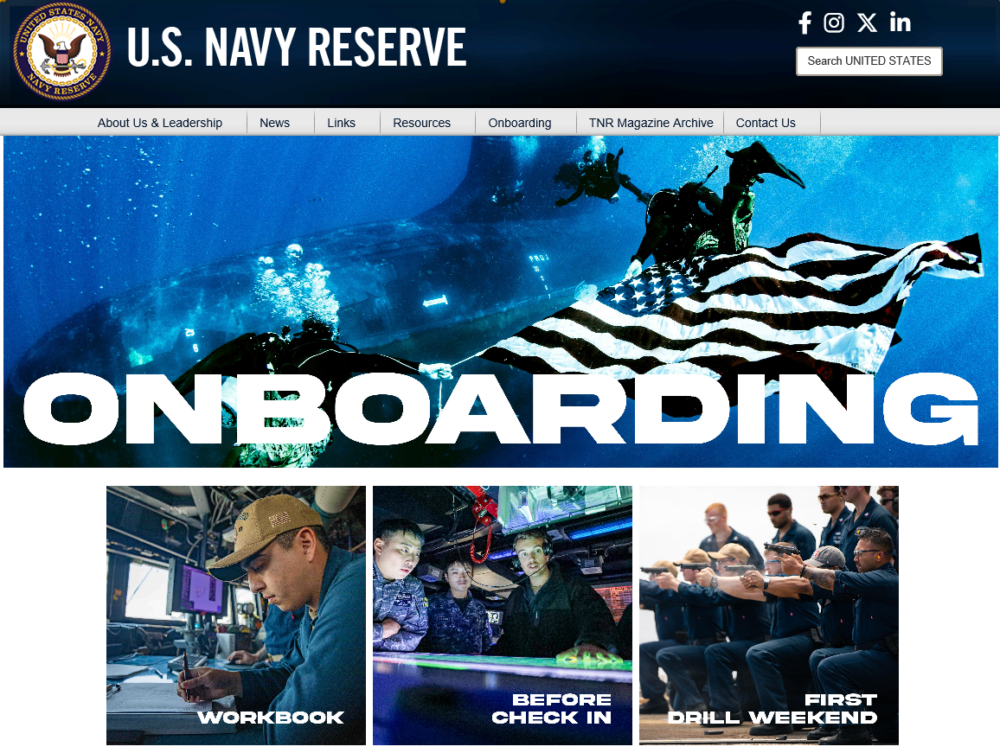 UNITED STATES NAVY
NAVY RESERVE
U.S. NAVY RESERVE
Search UNITED STATES
About Us & Leadership
News
Links
Resources
Onboarding
TNR Magazine Archive
Contact Us
ONBOARDING
WORKBOOK
BEFORE
CHECK IN
FIRST
DRILL WEEKEND